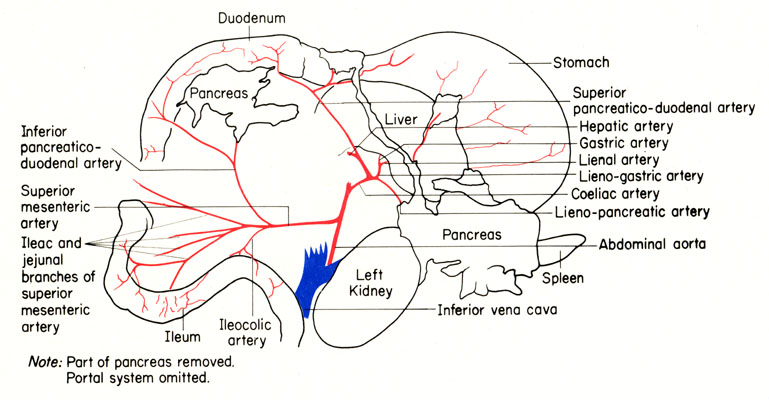 Duodenum
Stomach
Pancreas
Superior
pancreatico-duodenal artery
Liver
Hepatic artery
Gastric artery
Lienal artery
Lieno-gastric artery
Coeliac artery
Lieno-pancreatic artery
Inferior
pancreatico-
duodenal artery
Superior
mesenteric
artery
Ileac and
jejunal
branches of
superior
mesenteric
artery
Pancreas
Abdominal aorta
Left
Kidney
Spleen
Inferior vena cava
Ileum
Ileocolic
artery
Note: Part of pancreas removed.
Portal system omitted.